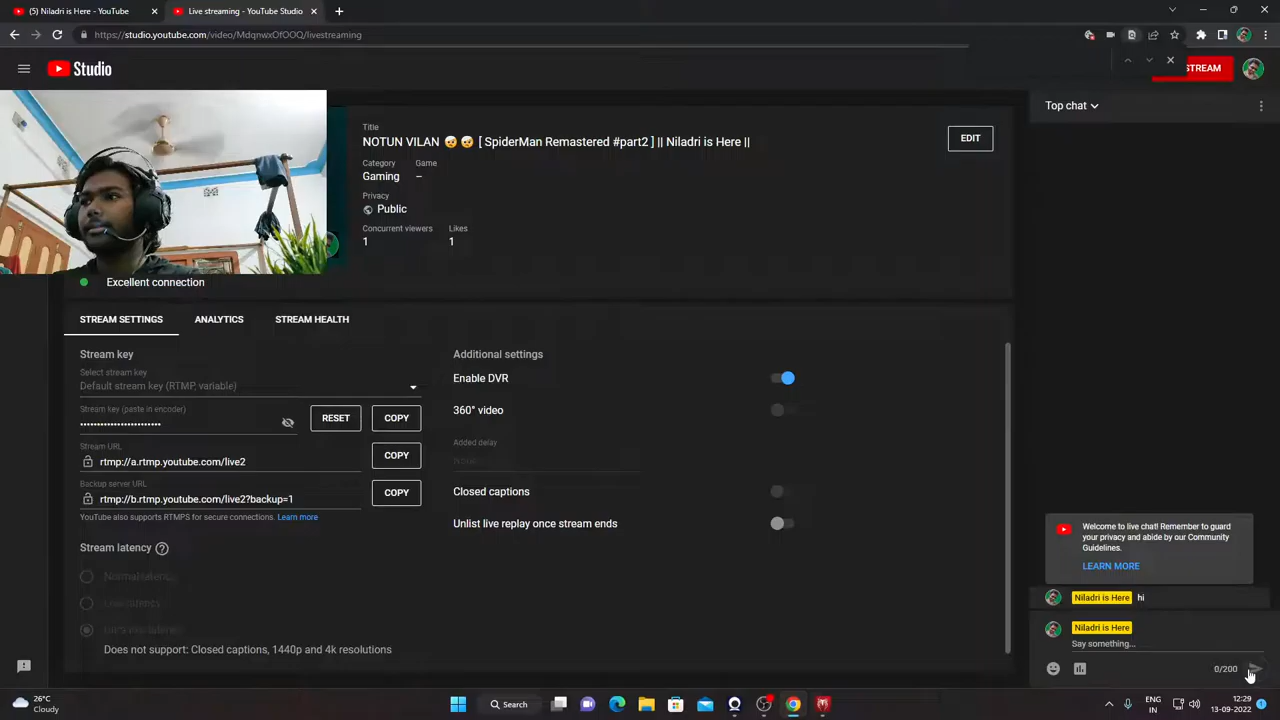 (5) Niladri is Here - YouTube
Live streaming - YouTube Studio
studio.youtube.com/video/MdqnwxOfOOQ/livestreaming
Studio
STREAM
Top chat
Title
NOTUN VILAN 🤕 🤕 [ SpiderMan Remastered #part2 ] || Niladri is Here ||
EDIT
Category
Game
Gaming
–
Privacy
Public
Concurrent viewers
Likes
1
1
Excellent connection
STREAM SETTINGS
ANALYTICS
STREAM HEALTH
Stream key
Select stream key
Default stream key (RTMP, variable)
Stream key (paste in encoder)
••••••••••••••••••••••••
RESET
COPY
Stream URL
rtmp://a.rtmp.youtube.com/live2
COPY
Backup server URL
rtmp://b.rtmp.youtube.com/live2?backup=1
COPY
YouTube also supports RTMPS for secure connections. Learn more
Stream latency
Normal latency
Low-latency
Does not support: Closed captions, 1440p and 4k resolutions
Additional settings
Enable DVR
360° video
Added delay
None
Closed captions
Unlist live replay once stream ends
Welcome to live chat! Remember to guard
your privacy and abide by our Community
Guidelines.
LEARN MORE
Niladri is Here hi
Niladri is Here
Say something...
0/200
26°C
Cloudy
Search
ENG
IN
12:29
13-09-2022